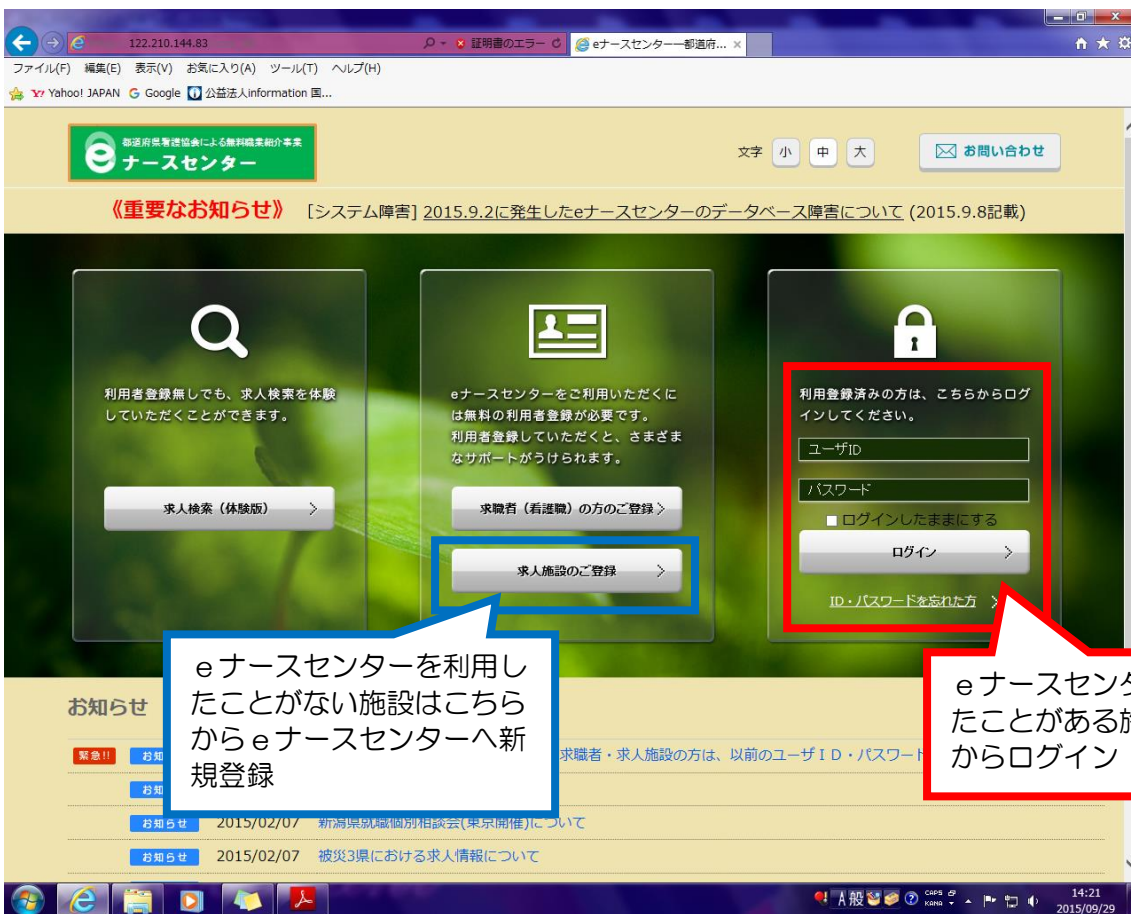 122.210.144.83
証明書のエラー
eナースセンター―都道府...
ファイル(F) 編集(E) 表示(V) お気に入り(A) ツール(T) ヘルプ(H)
Yahoo! JAPAN Google 公益法人information 国...
都道府県看護協会による無料職業紹介事業
eナースセンター
文字 小 中 大
お問い合わせ
《重要なお知らせ》 [システム障害] 2015.9.2に発生したeナースセンターのデータベース障害について (2015.9.8記載)
利用者登録無しでも、求人検索を体験
していただくことができます。
求人検索（体験版）
eナースセンターをご利用いただくに
は無料の利用者登録が必要です。
利用者登録していただくと、さまざま
なサポートがうけられます。
求職者（看護職）の方のご登録
求人施設のご登録
利用登録済みの方は、こちらからログ
インしてください。
ユーザID
パスワード
ログインしたままにする
ログイン
ID・パスワードを忘れた方
ｅナースセンターを利用し
たことがない施設はこちら
からｅナースセンターへ新
規登録
ｅナースセンタ
たことがある施
からログイン
お知らせ
緊急!! お知 求職者・求人施設の方は、以前のユーザＩＤ・パスワード
お知
お知らせ 2015/02/07 新潟県就職個別相談会(東京開催)について
お知らせ 2015/02/07 被災3県における求人情報について
A 般 CAPS KANA
14:21
2015/09/29